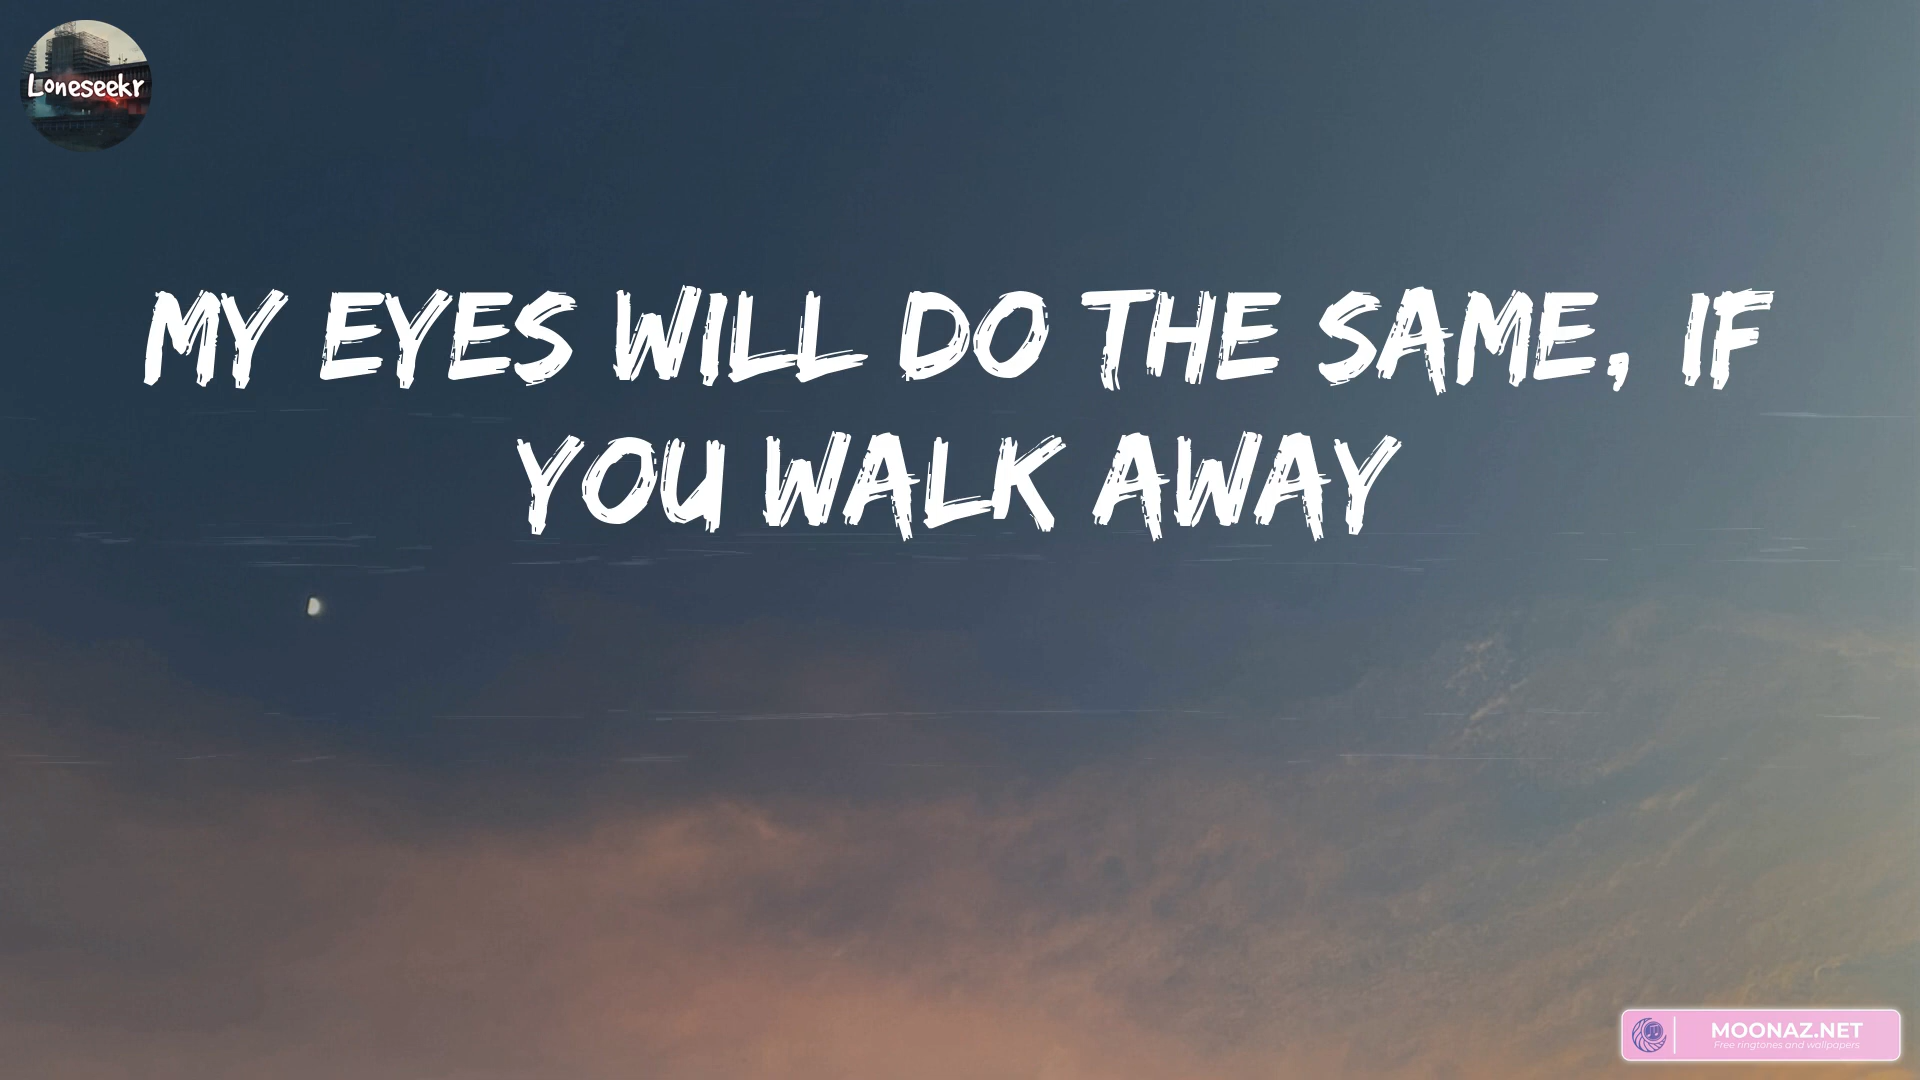 Loneseekr
MY EYES WILL DO THE SAME, IF
YOU WALK AWAY
MOONAZ.NET
Free ringtones and wallpapers